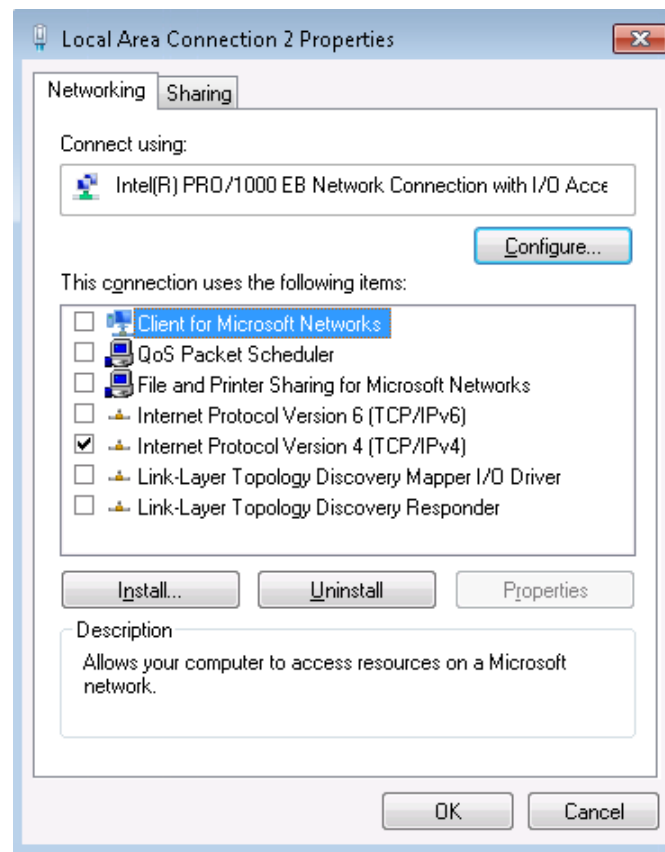 Local Area Connection 2 Properties
Networking
Sharing
Connect using:
Intel(R) PRO/1000 EB Network Connection with I/O Acce
Configure...
This connection uses the following items:
Client for Microsoft Networks
QoS Packet Scheduler
File and Printer Sharing for Microsoft Networks
Internet Protocol Version 6 (TCP/IPv6)
Internet Protocol Version 4 (TCP/IPv4)
Link-Layer Topology Discovery Mapper I/O Driver
Link-Layer Topology Discovery Responder
Install...
Uninstall
Properties
Description
Allows your computer to access resources on a Microsoft
network.
OK
Cancel